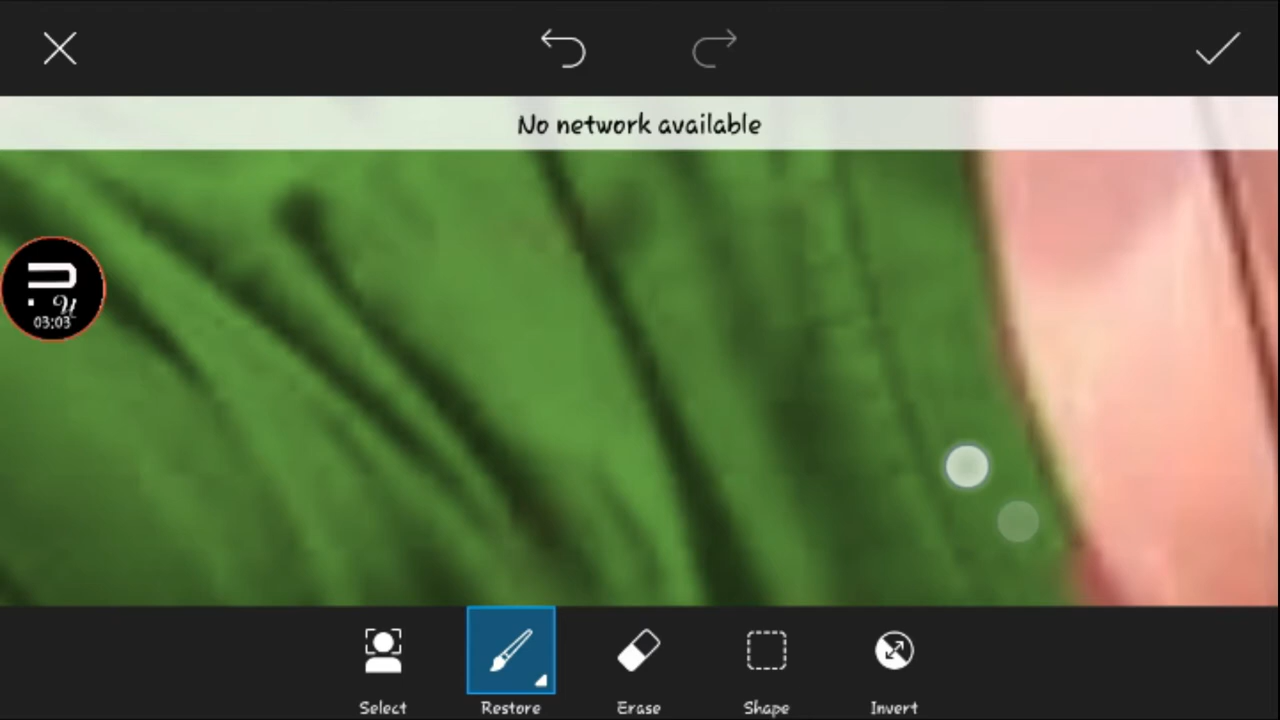 No network available
03:03
Select
Restore
Erase
Shape
Invert